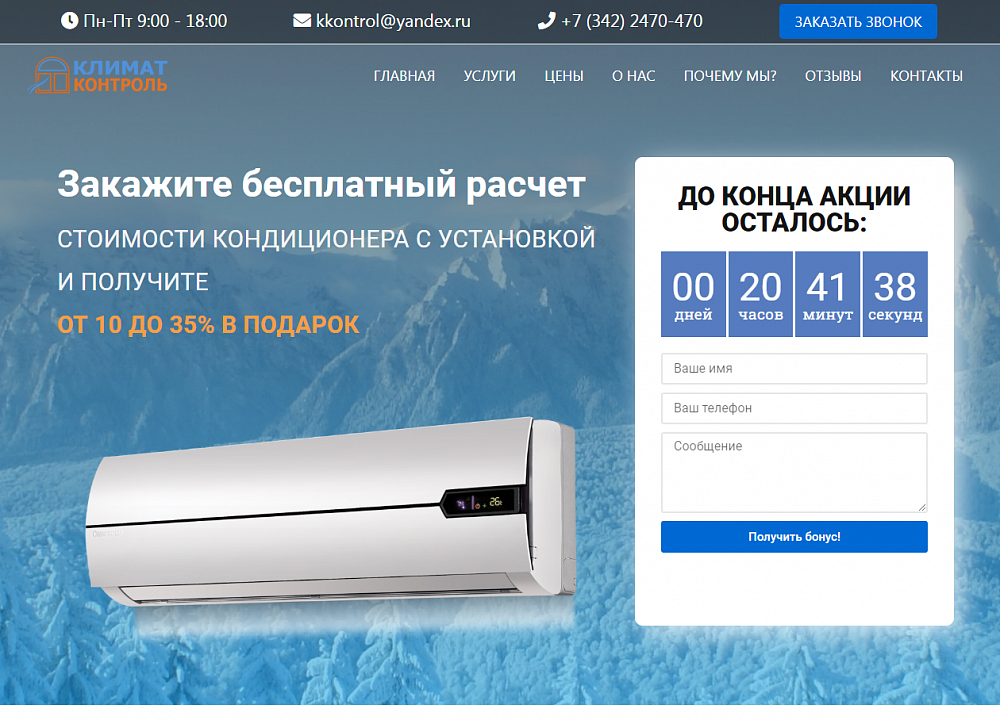 Пн-Пт 9:00 - 18:00
kkontrol@yandex.ru
+7 (342) 2470-470
ЗАКАЗАТЬ ЗВОНОК
КЛИМАТ
КОНТРОЛЬ
ГЛАВНАЯ УСЛУГИ ЦЕНЫ О НАС ПОЧЕМУ МЫ? ОТЗЫВЫ КОНТАКТЫ
Закажите бесплатный расчет
СТОИМОСТИ КОНДИЦИОНЕРА С УСТАНОВКОЙ
И ПОЛУЧИТЕ
ОТ 10 ДО 35% В ПОДАРОК
26
ДО КОНЦА АКЦИИ
ОСТАЛОСЬ:
00 20 41 38
дней часов минут секунд
Ваше имя
Ваш телефон
Сообщение
Получить бонус!